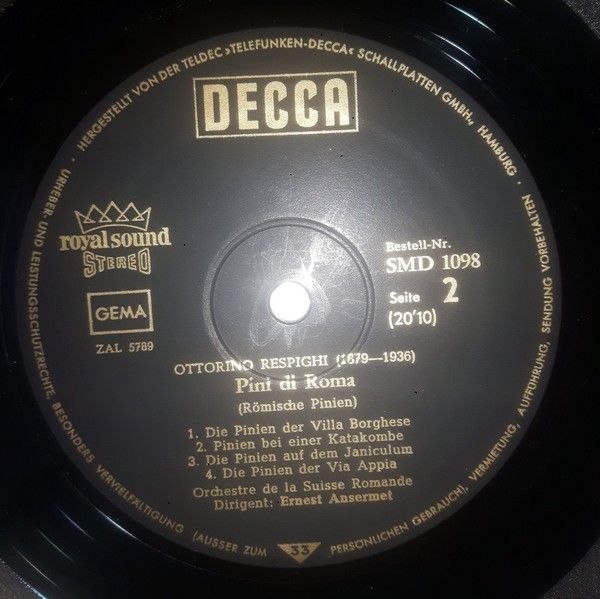 · HERGESTELLT VON DER TELDEC »TELEFUNKEN-DECCA« SCHALLPLATTEN GMBH., HAMBURG ·
DECCA
royal sound
STEREO
GEMA
ZAL 5789
Bestell-Nr.
SMD 1098
Seite 2
(20'10)
OTTORINO RESPIGHI (1879—1936)
Pini di Roma
(Römische Pinien)
1. Die Pinien der Villa Borghese
2. Pinien bei einer Katakombe
3. Die Pinien auf dem Janiculum
4. Die Pinien der Via Appia
Orchestre de la Suisse Romande
Dirigent: Ernest Ansermet
URHEBER- UND LEISTUNGSSCHUTZRECHTE, BESONDERS VERVIELFÄLTIGUNG (AUSSER ZUM PERSÖNLICHEN GEBRAUCH), VERMIETUNG, AUFFÜHRUNG, SENDUNG VORBEHALTEN
33